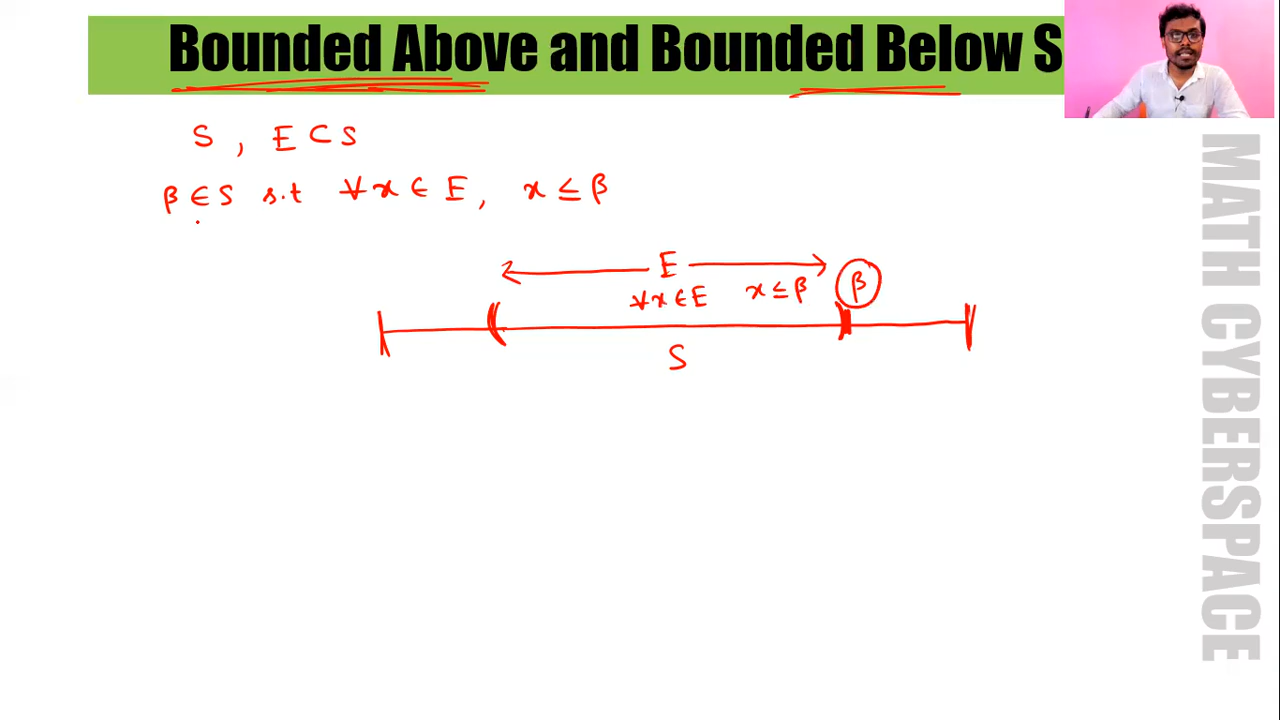 Bounded Above and Bounded Below S
S, E ⊂ S
β ∈ S s.t ∀x ∈ E, x ≤ β
E
∀x ∈ E x ≤ β β
S
MATH CYBERSPACE